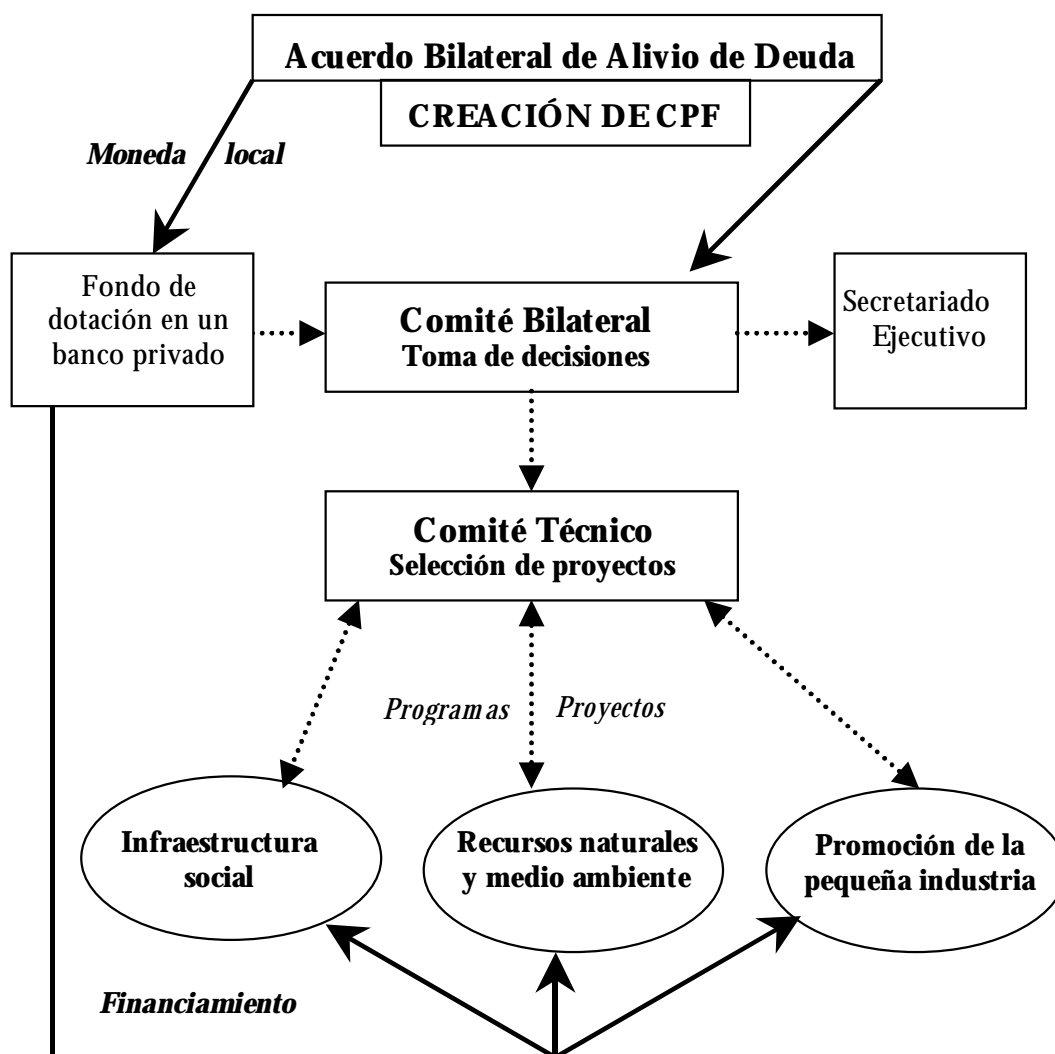 Acuerdo Bilateral de Alivio de Deuda
CREACIÓN DE CPF
Moneda local
Fondo de
dotación en un
banco privado
Comité Bilateral
Toma de decisiones
Secretariado
Ejecutivo
Comité Técnico
Selección de proyectos
Programas
Proyectos
Infraestructura
social
Recursos naturales
y medio ambiente
Promoción de la
pequeña industria
Financiamiento